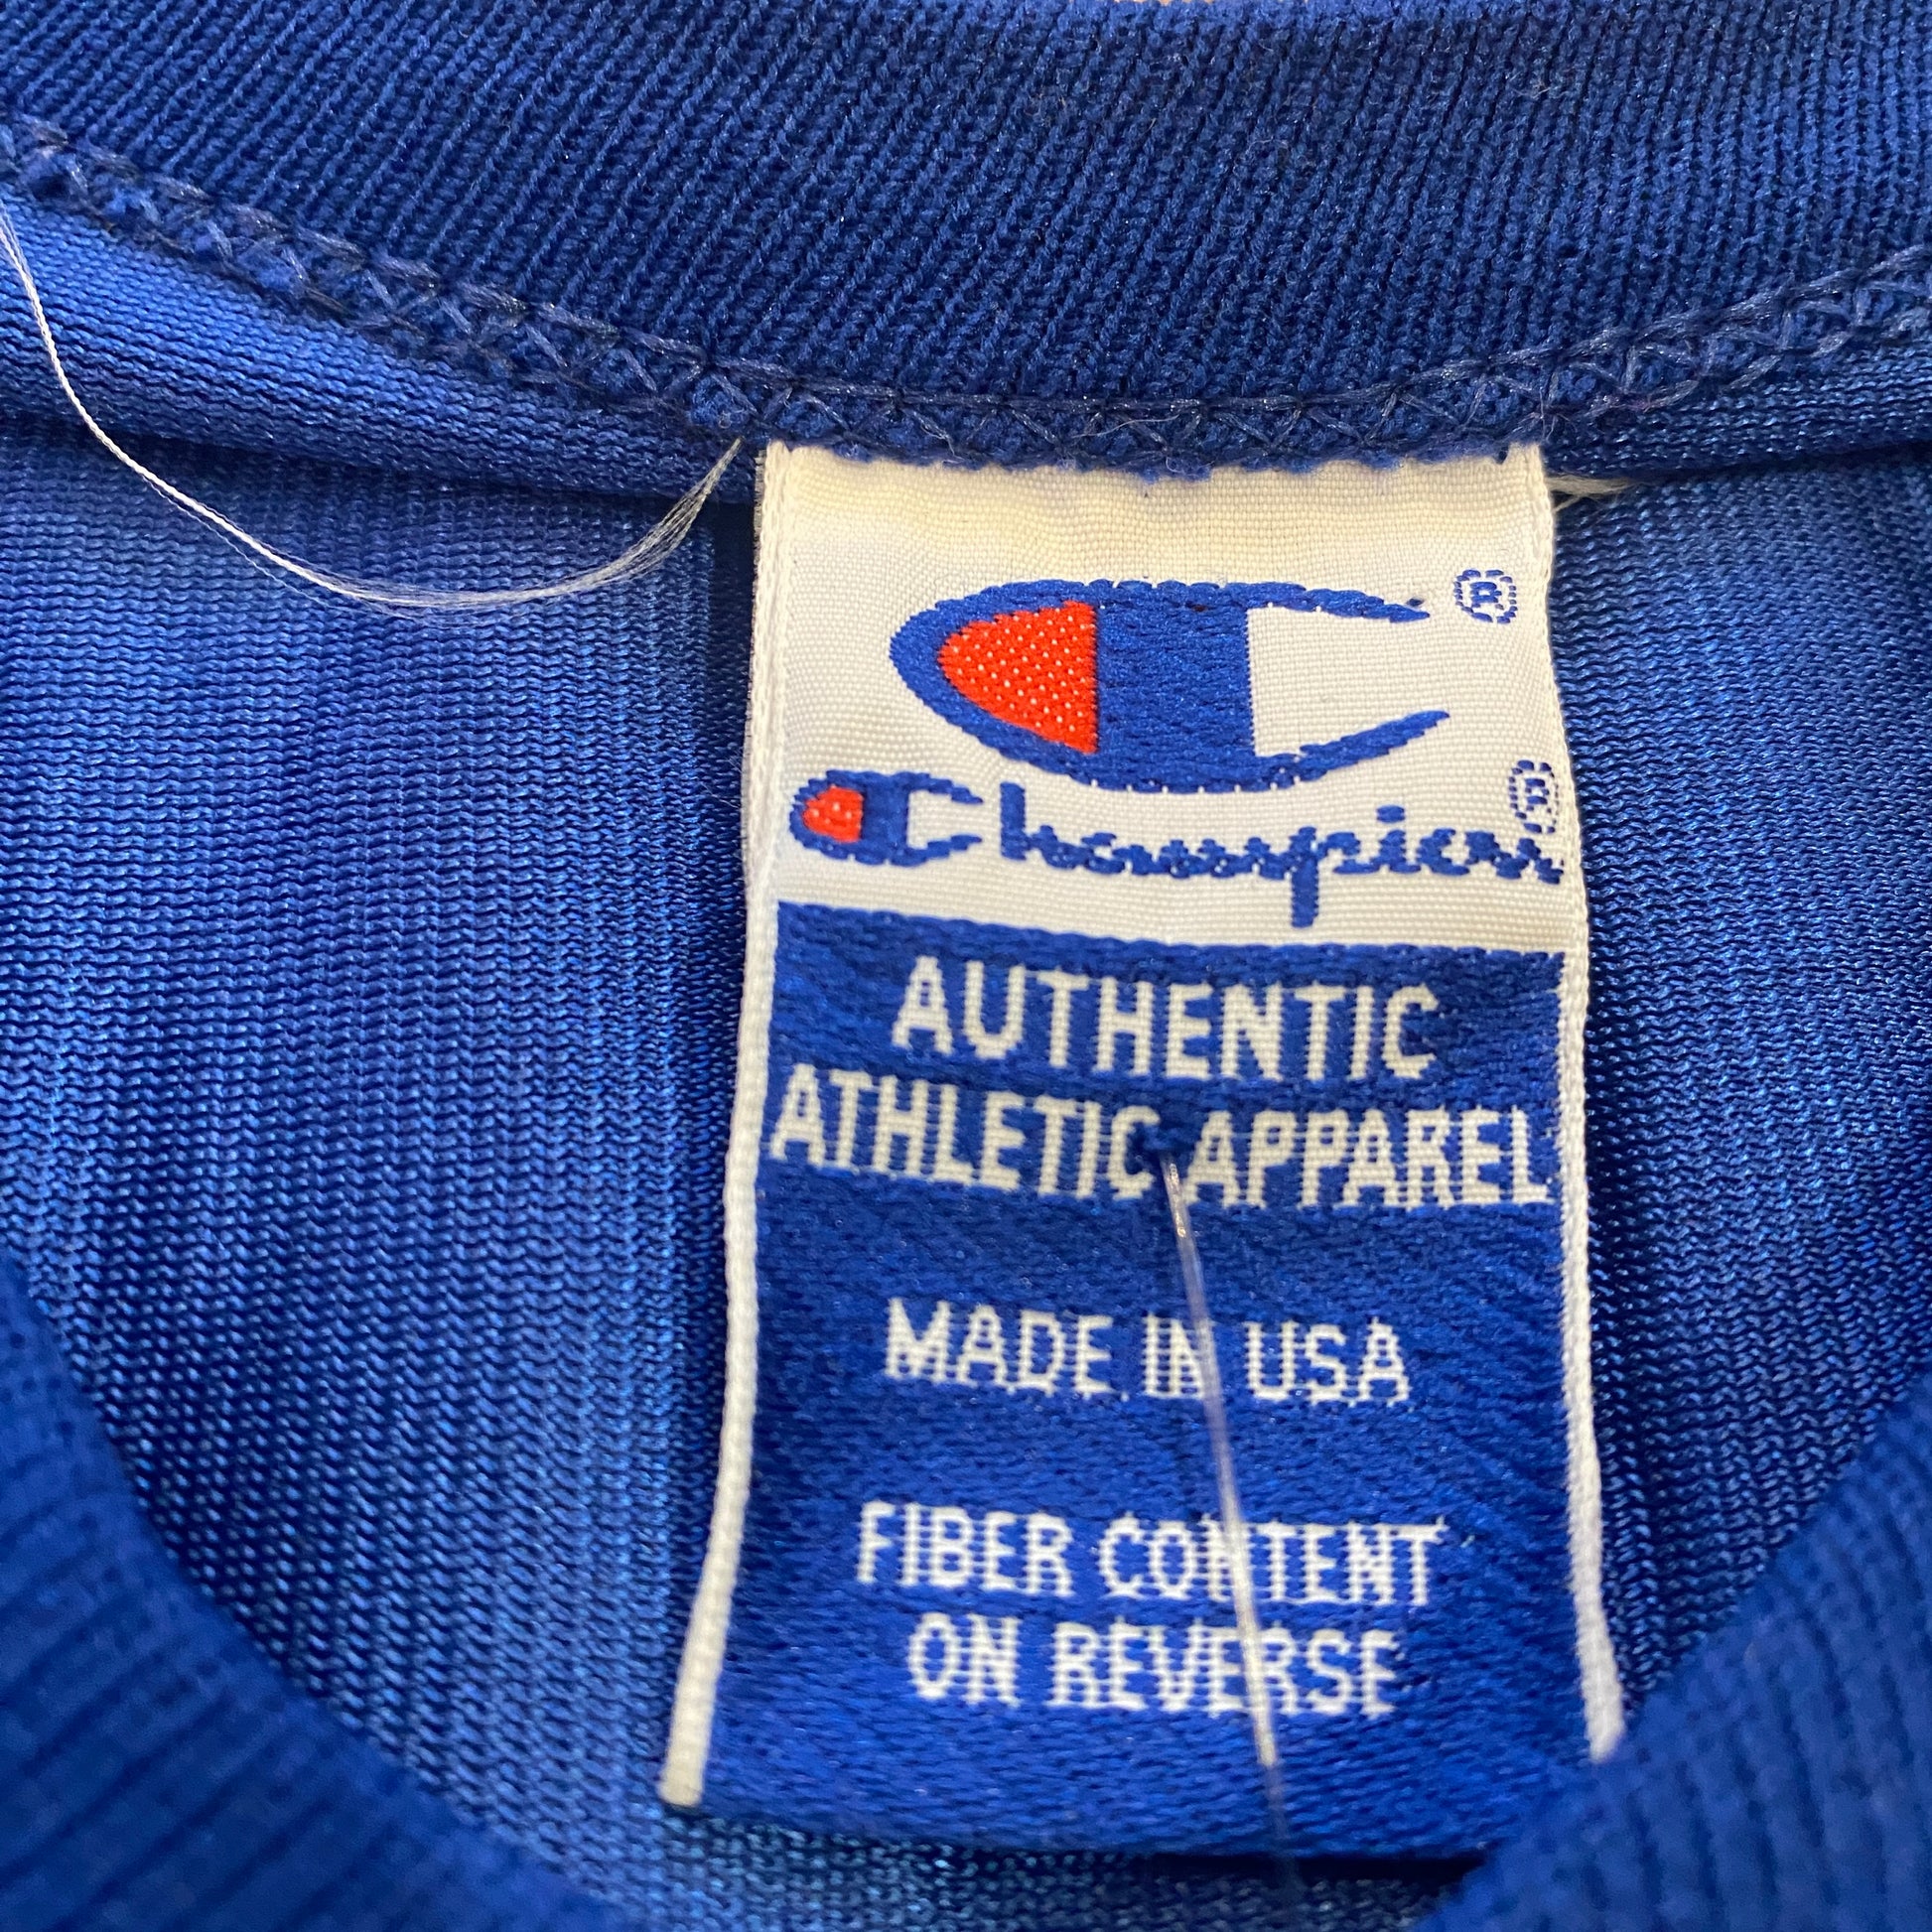 ®
Champion®
AUTHENTIC
ATHLETIC APPAREL
MADE IN USA
FIBER CONTENT
ON REVERSE